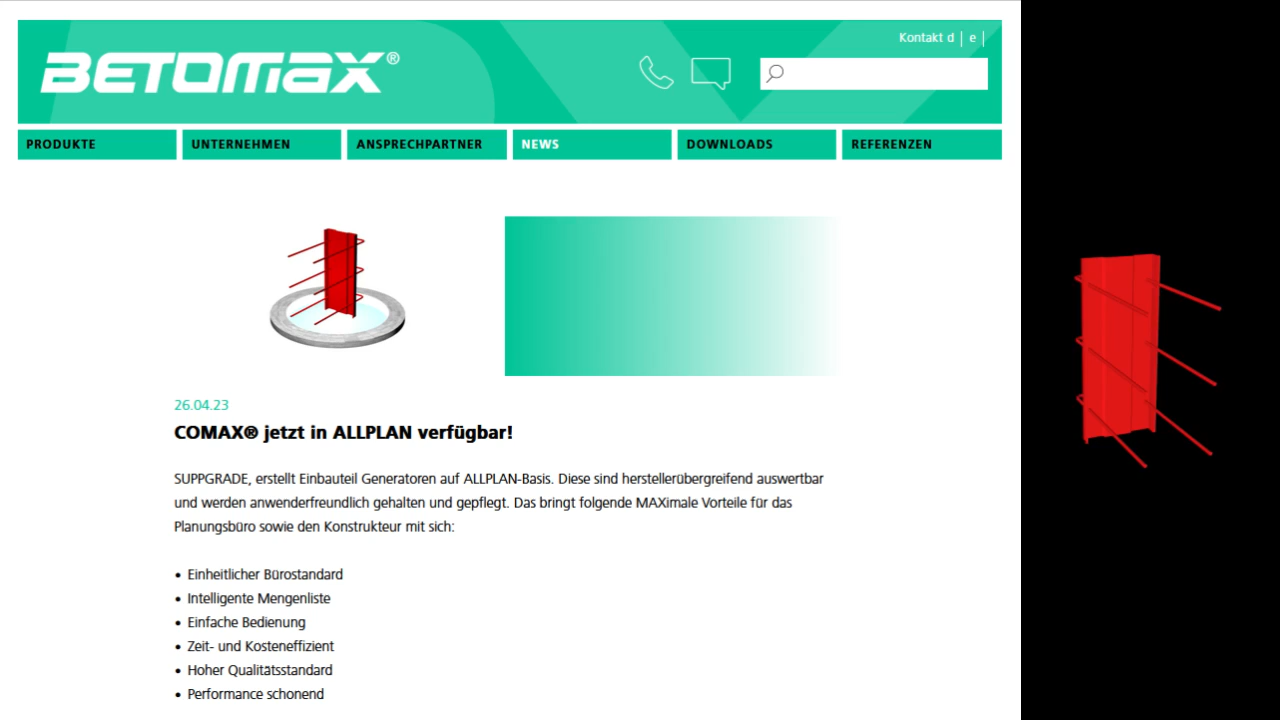 Kontakt d | e |
BETOMAX®
PRODUKTE
UNTERNEHMEN
ANSPRECHPARTNER
NEWS
DOWNLOADS
REFERENZEN
26.04.23
COMAX® jetzt in ALLPLAN verfügbar!
SUPPGRADE, erstellt Einbauteil Generatoren auf ALLPLAN-Basis. Diese sind herstellerübergreifend auswertbar
und werden anwenderfreundlich gehalten und gepflegt. Das bringt folgende MAXimale Vorteile für das
Planungsbüro sowie den Konstrukteur mit sich:
• Einheitlicher Bürostandard
• Intelligente Mengenliste
• Einfache Bedienung
• Zeit- und Kosteneffizient
• Hoher Qualitätsstandard
• Performance schonend